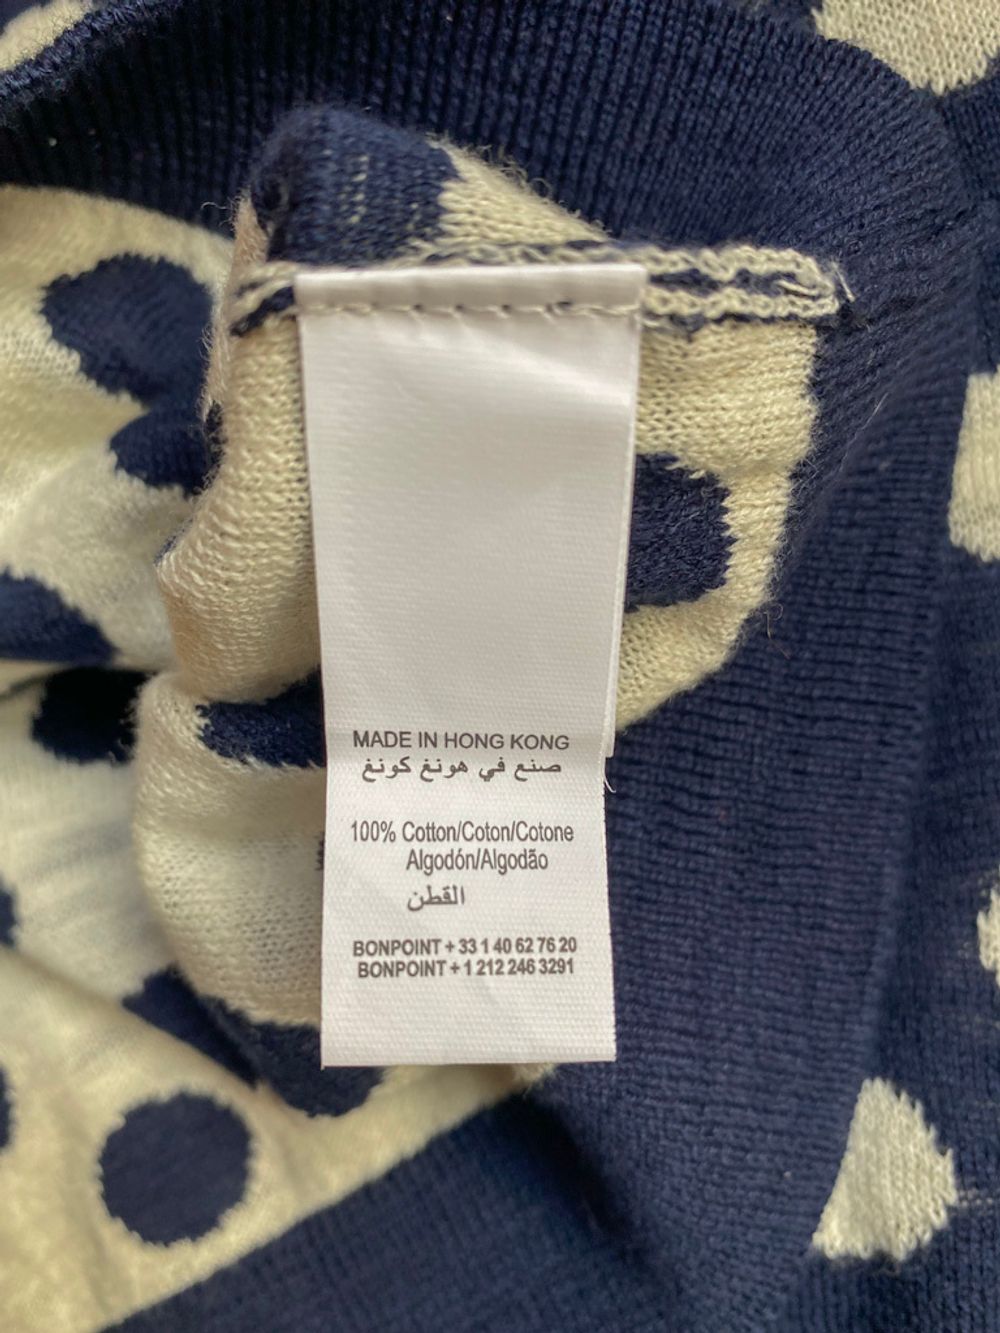 MADE IN HONG KONG
صنع في هونغ كونغ
100% Cotton/Coton/Cotone
Algodón/Algodão
القطن
BONPOINT + 33 1 40 62 76 20
BONPOINT + 1 212 246 3291